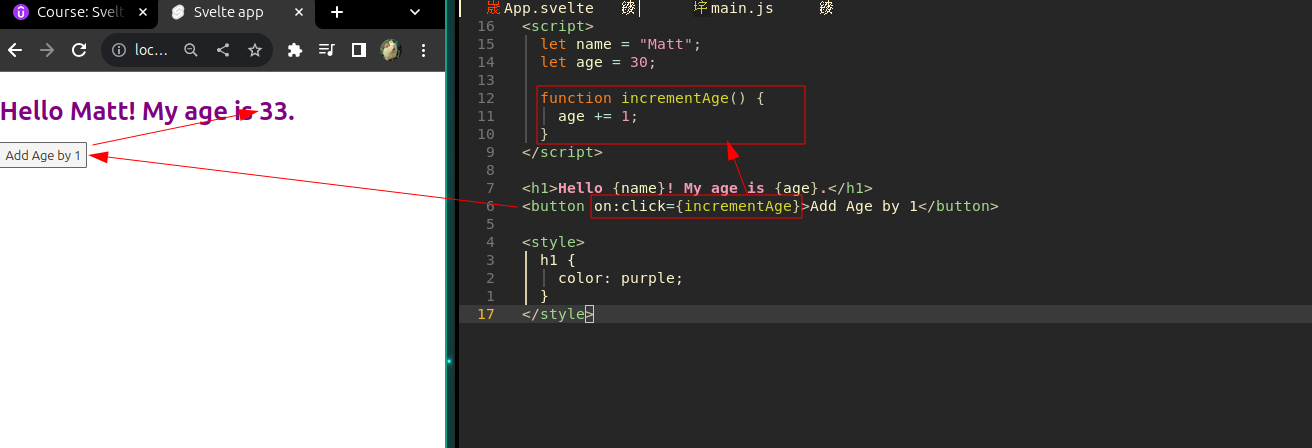 Course: Svelt
Svelte app
loc...
Hello Matt! My age is 33.
Add Age by 1
App.svelte
main.js
16 <script>
15 let name = "Matt";
14 let age = 30;
13
12 function incrementAge() {
11 age += 1;
10 }
9 </script>
8
7 <h1>Hello {name}! My age is {age}.</h1>
6 <button on:click={incrementAge}>Add Age by 1</button>
5
4 <style>
3 h1 {
2 color: purple;
1 }
17 </style>